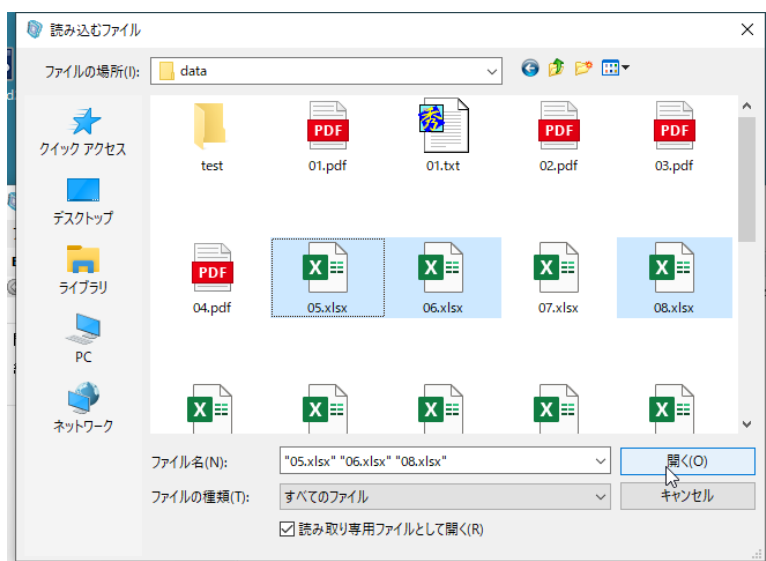 読み込むファイル
ファイルの場所(I):
data
クイック アクセス
デスクトップ
ライブラリ
PC
ネットワーク
test
PDF
01.pdf
秀
01.txt
PDF
02.pdf
PDF
03.pdf
PDF
04.pdf
X
05.xlsx
X
06.xlsx
X
07.xlsx
X
08.xlsx
X
X
X
X
X
ファイル名(N):
"05.xlsx" "06.xlsx" "08.xlsx"
開く(O)
ファイルの種類(T):
すべてのファイル
キャンセル
読み取り専用ファイルとして開く(R)